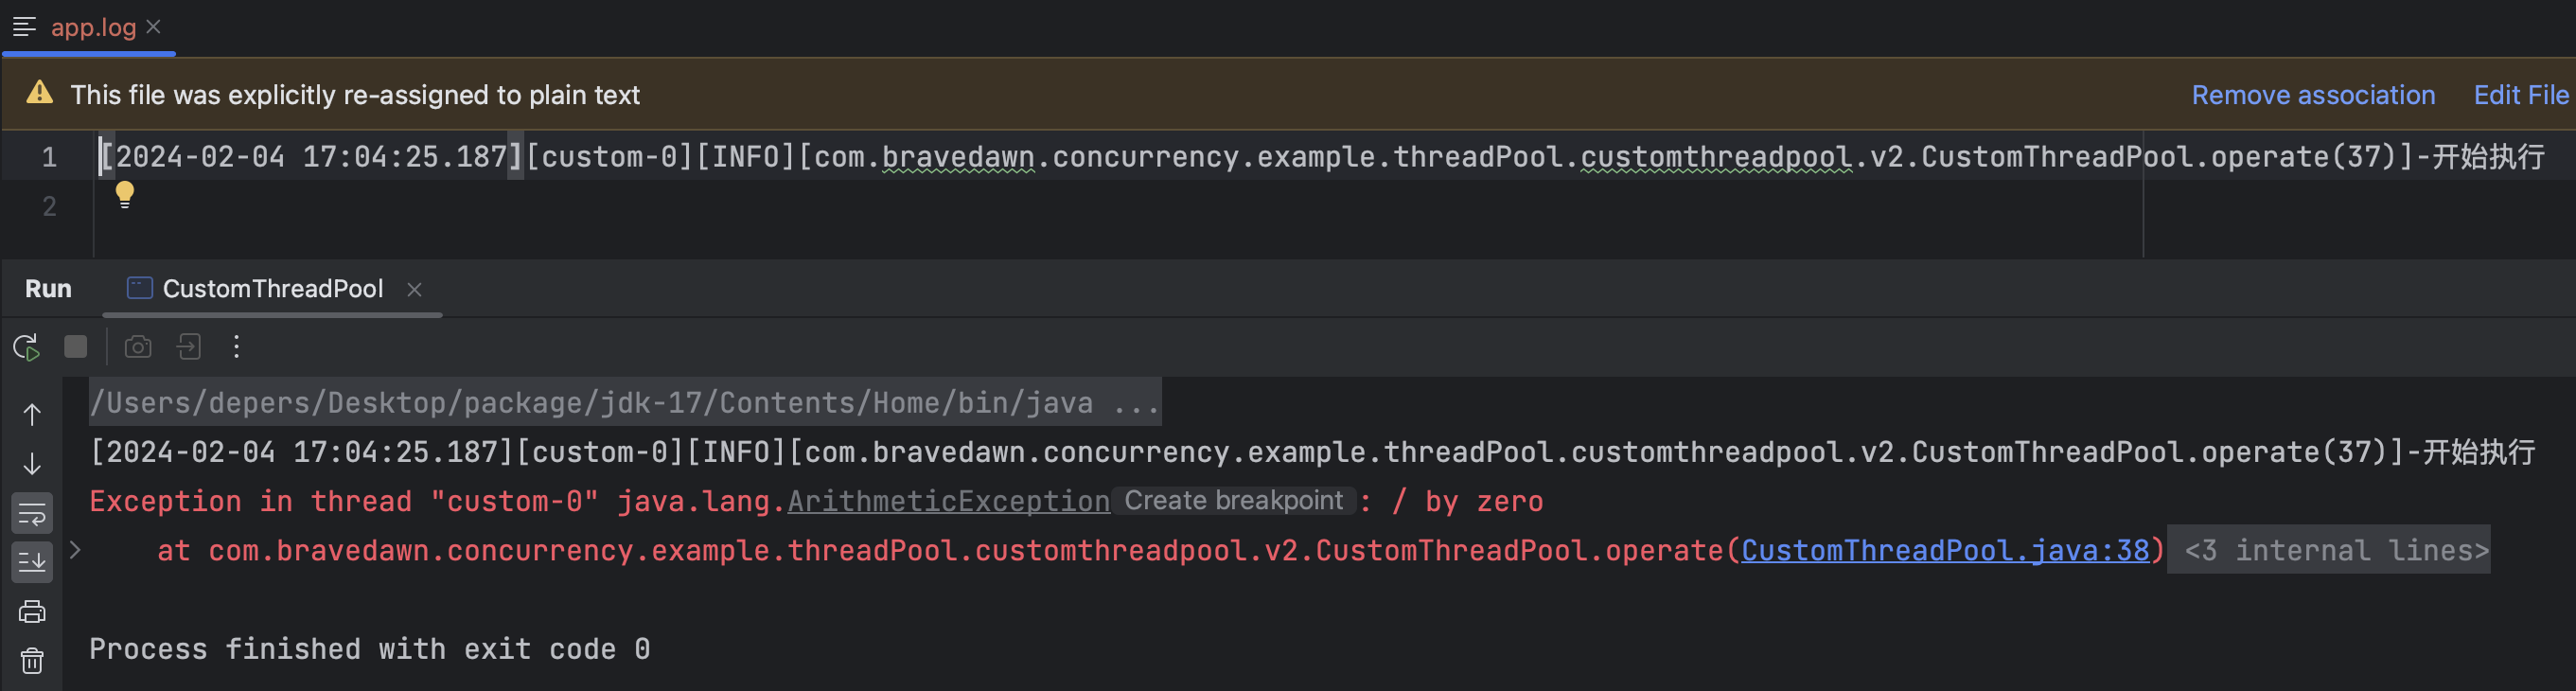 app.log
This file was explicitly re-assigned to plain text Remove association Edit File
1 [2024-02-04 17:04:25.187][custom-0][INFO][com.bravedawn.concurrency.example.threadPool.customthreadpool.v2.CustomThreadPool.operate(37)]-开始执行
2
Run CustomThreadPool
/Users/depers/Desktop/package/jdk-17/Contents/Home/bin/java ...
[2024-02-04 17:04:25.187][custom-0][INFO][com.bravedawn.concurrency.example.threadPool.customthreadpool.v2.CustomThreadPool.operate(37)]-开始执行
Exception in thread "custom-0" java.lang.ArithmeticException Create breakpoint : / by zero
at com.bravedawn.concurrency.example.threadPool.customthreadpool.v2.CustomThreadPool.operate(CustomThreadPool.java:38) <3 internal lines>
Process finished with exit code 0